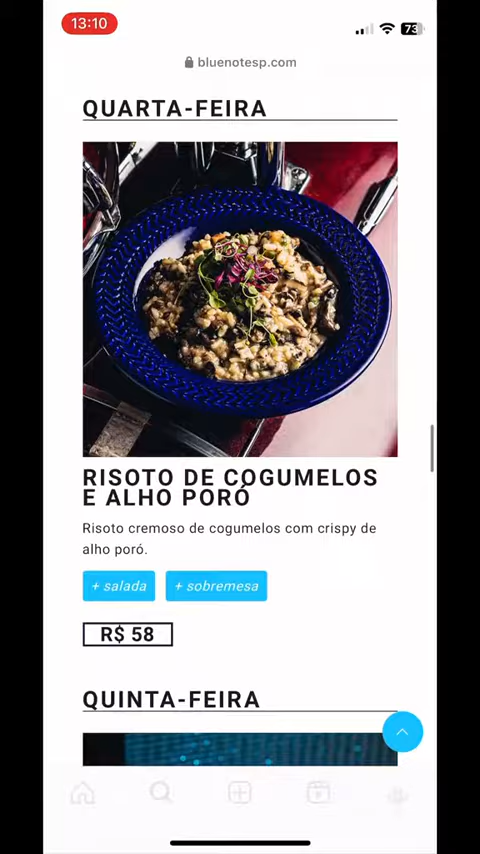 13:10
73
bluenotesp.com
QUARTA-FEIRA
RISOTO DE COGUMELOS
E ALHO PORÓ
Risoto cremoso de cogumelos com crispy de
alho poró.
+ salada
+ sobremesa
R$ 58
QUINTA-FEIRA